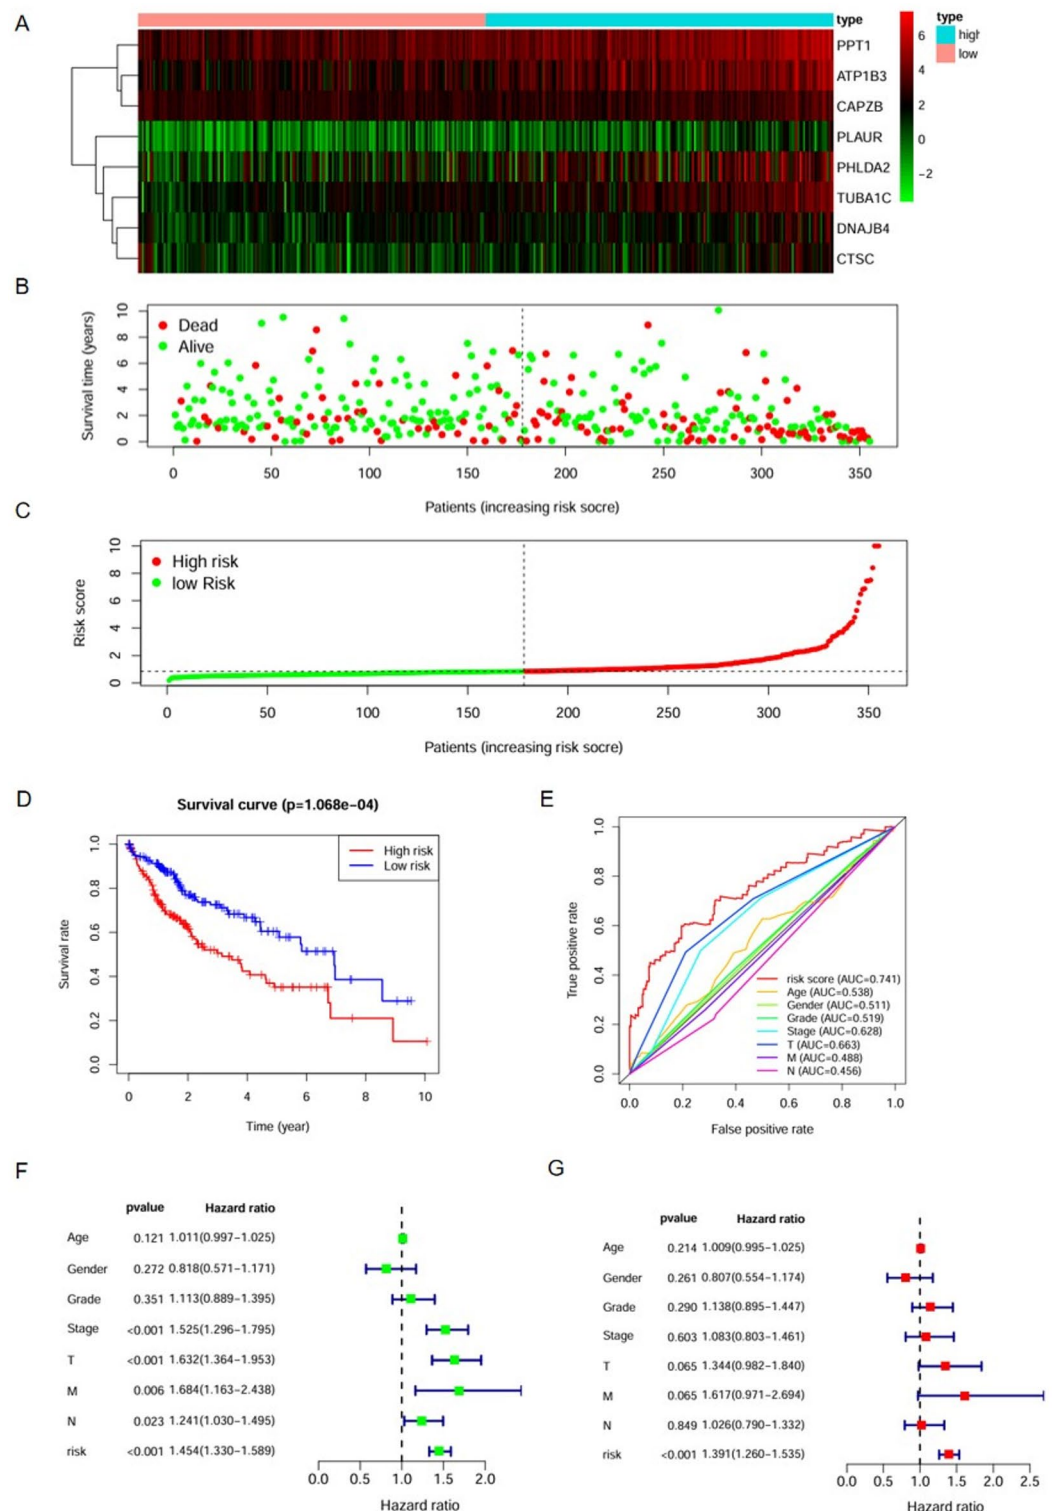 A
type
PPT1
ATP1B3
CAPZB
PLAUR
PHLDA2
TUBA1C
DNAJB4
CTSC
6
4
2
0
−2
type
high
low
B
Survival time (years)
10
8
6
4
2
0
Dead
Alive
0 50 100 150 200 250 300 350
Patients (increasing risk socre)
C
Risk score
10
8
6
4
2
0
High risk
low Risk
0 50 100 150 200 250 300 350
Patients (increasing risk socre)
D
Survival curve (p=1.068e−04)
Survival rate
1.0
0.8
0.6
0.4
0.2
0.0
High risk
Low risk
0 2 4 6 8 10
Time (year)
E
True positive rate
1.0
0.8
0.6
0.4
0.2
0.0
risk score (AUC=0.741)
Age (AUC=0.538)
Gender (AUC=0.511)
Grade (AUC=0.519)
Stage (AUC=0.628)
T (AUC=0.663)
M (AUC=0.488)
N (AUC=0.456)
0.0 0.2 0.4 0.6 0.8 1.0
False positive rate
F
pvalue Hazard ratio
Age 0.121 1.011(0.997−1.025)
Gender 0.272 0.818(0.571−1.171)
Grade 0.351 1.113(0.889−1.395)
Stage <0.001 1.525(1.296−1.795)
T <0.001 1.632(1.364−1.953)
M 0.006 1.684(1.163−2.438)
N 0.023 1.241(1.030−1.495)
risk <0.001 1.454(1.330−1.589)
0.0 0.5 1.0 1.5 2.0
Hazard ratio
G
pvalue Hazard ratio
Age 0.214 1.009(0.995−1.025)
Gender 0.261 0.807(0.554−1.174)
Grade 0.290 1.138(0.895−1.447)
Stage 0.603 1.083(0.803−1.461)
T 0.065 1.344(0.982−1.840)
M 0.065 1.617(0.971−2.694)
N 0.849 1.026(0.790−1.332)
risk <0.001 1.391(1.260−1.535)
0.0 0.5 1.0 1.5 2.0 2.5
Hazard ratio